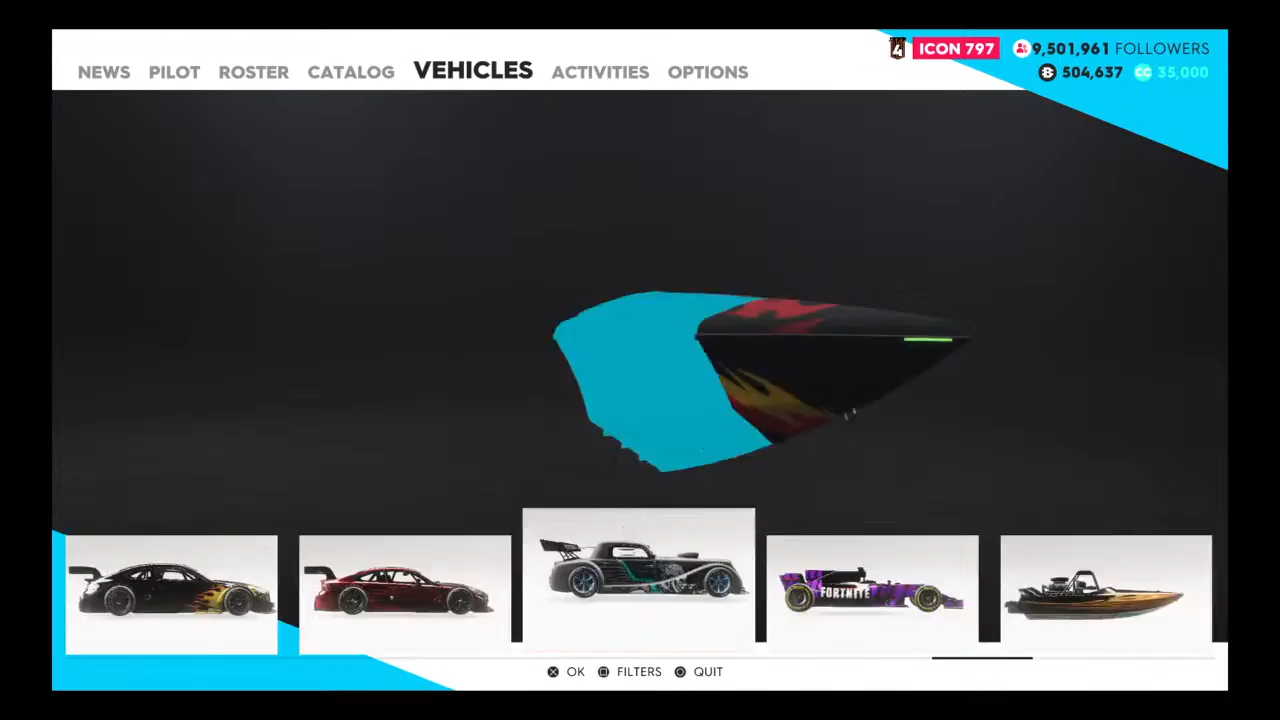 4 ICON 797 9,501,961 FOLLOWERS
NEWS PILOT ROSTER CATALOG VEHICLES ACTIVITIES OPTIONS
504,637 CC 35,000
FORTNITE
OK FILTERS QUIT